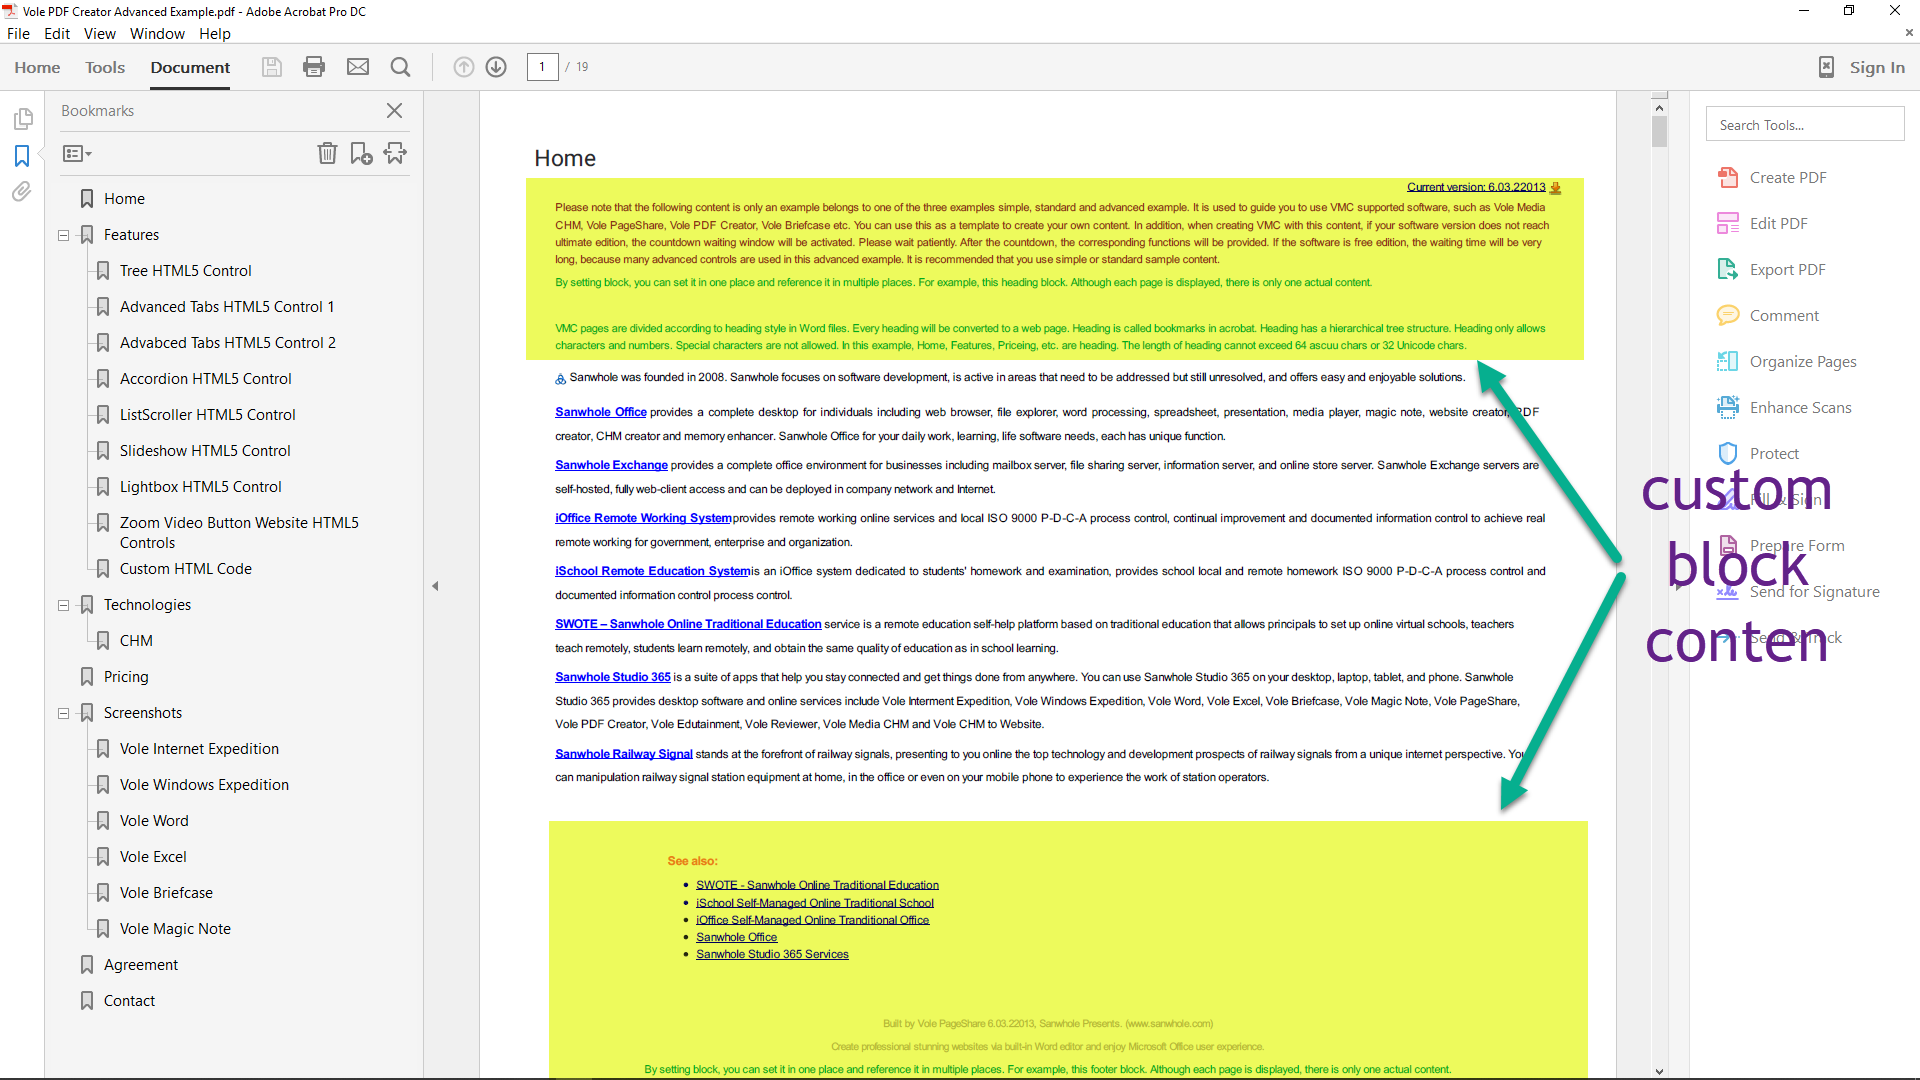 Vole PDF Creator Advanced Example.pdf - Adobe Acrobat Pro DC
File Edit View Window Help
Home Tools Document 1 / 19 Sign In
Bookmarks
Home
Features
Tree HTML5 Control
Advanced Tabs HTML5 Control 1
Advabced Tabs HTML5 Control 2
Accordion HTML5 Control
ListScroller HTML5 Control
Slideshow HTML5 Control
Lightbox HTML5 Control
Zoom Video Button Website HTML5
Controls
Custom HTML Code
Technologies
CHM
Pricing
Screenshots
Vole Internet Expedition
Vole Windows Expedition
Vole Word
Vole Excel
Vole Briefcase
Vole Magic Note
Agreement
Contact
Home
Current version: 6.03.22013
Please note that the following content is only an example belongs to one of the three examples simple, standard and advanced example. It is used to guide you to use VMC supported software, such as Vole Media
CHM, Vole PageShare, Vole PDF Creator, Vole Briefcase etc. You can use this as a template to create your own content. In addition, when creating VMC with this content, if your software version does not reach
ultimate edition, the countdown waiting window will be activated. Please wait patiently. After the countdown, the corresponding functions will be provided. If the software is free edition, the waiting time will be very
long, because many advanced controls are used in this advanced example. It is recommended that you use simple or standard sample content.
By setting block, you can set it in one place and reference it in multiple places. For example, this heading block. Although each page is displayed, there is only one actual content.
VMC pages are divided according to heading style in Word files. Every heading will be converted to a web page. Heading is called bookmarks in acrobat. Heading has a hierarchical tree structure. Heading only allows
characters and numbers. Special characters are not allowed. In this example, Home, Features, Priceing, etc. are heading. The length of heading cannot exceed 64 ascuu chars or 32 Unicode chars.
Sanwhole was founded in 2008. Sanwhole focuses on software development, is active in areas that need to be addressed but still unresolved, and offers easy and enjoyable solutions.
Sanwhole Office provides a complete desktop for individuals including web browser, file explorer, word processing, spreadsheet, presentation, media player, magic note, website creator, PDF
creator, CHM creator and memory enhancer. Sanwhole Office for your daily work, learning, life software needs, each has unique function.
Sanwhole Exchange provides a complete office environment for businesses including mailbox server, file sharing server, information server, and online store server. Sanwhole Exchange servers are
self-hosted, fully web-client access and can be deployed in company network and Internet.
iOffice Remote Working Systemprovides remote working online services and local ISO 9000 P-D-C-A process control, continual improvement and documented information control to achieve real
remote working for government, enterprise and organization.
iSchool Remote Education Systemis an iOffice system dedicated to students' homework and examination, provides school local and remote homework ISO 9000 P-D-C-A process control and
documented information control process control.
SWOTE – Sanwhole Online Traditional Education service is a remote education self-help platform based on traditional education that allows principals to set up online virtual schools, teachers
teach remotely, students learn remotely, and obtain the same quality of education as in school learning.
Sanwhole Studio 365 is a suite of apps that help you stay connected and get things done from anywhere. You can use Sanwhole Studio 365 on your desktop, laptop, tablet, and phone. Sanwhole
Studio 365 provides desktop software and online services include Vole Interment Expedition, Vole Windows Expedition, Vole Word, Vole Excel, Vole Briefcase, Vole Magic Note, Vole PageShare,
Vole PDF Creator, Vole Edutainment, Vole Reviewer, Vole Media CHM and Vole CHM to Website.
Sanwhole Railway Signal stands at the forefront of railway signals, presenting to you online the top technology and development prospects of railway signals from a unique internet perspective. You
can manipulation railway signal station equipment at home, in the office or even on your mobile phone to experience the work of station operators.
See also:
SWOTE - Sanwhole Online Traditional Education
iSchool Self-Managed Online Traditional School
iOffice Self-Managed Online Tranditional Office
Sanwhole Office
Sanwhole Studio 365 Services
Built by Vole PageShare 6.03.22013, Sanwhole Presents. (www.sanwhole.com)
Create professional stunning websites via built-in Word editor and enjoy Microsoft Office user experience.
By setting block, you can set it in one place and reference it in multiple places. For example, this footer block. Although each page is displayed, there is only one actual content.
Search Tools...
Create PDF
Edit PDF
Export PDF
Comment
Organize Pages
Enhance Scans
Protect
Fill & Sign
Prepare Form
Send for Signature
Send & Track
custom
block
conten